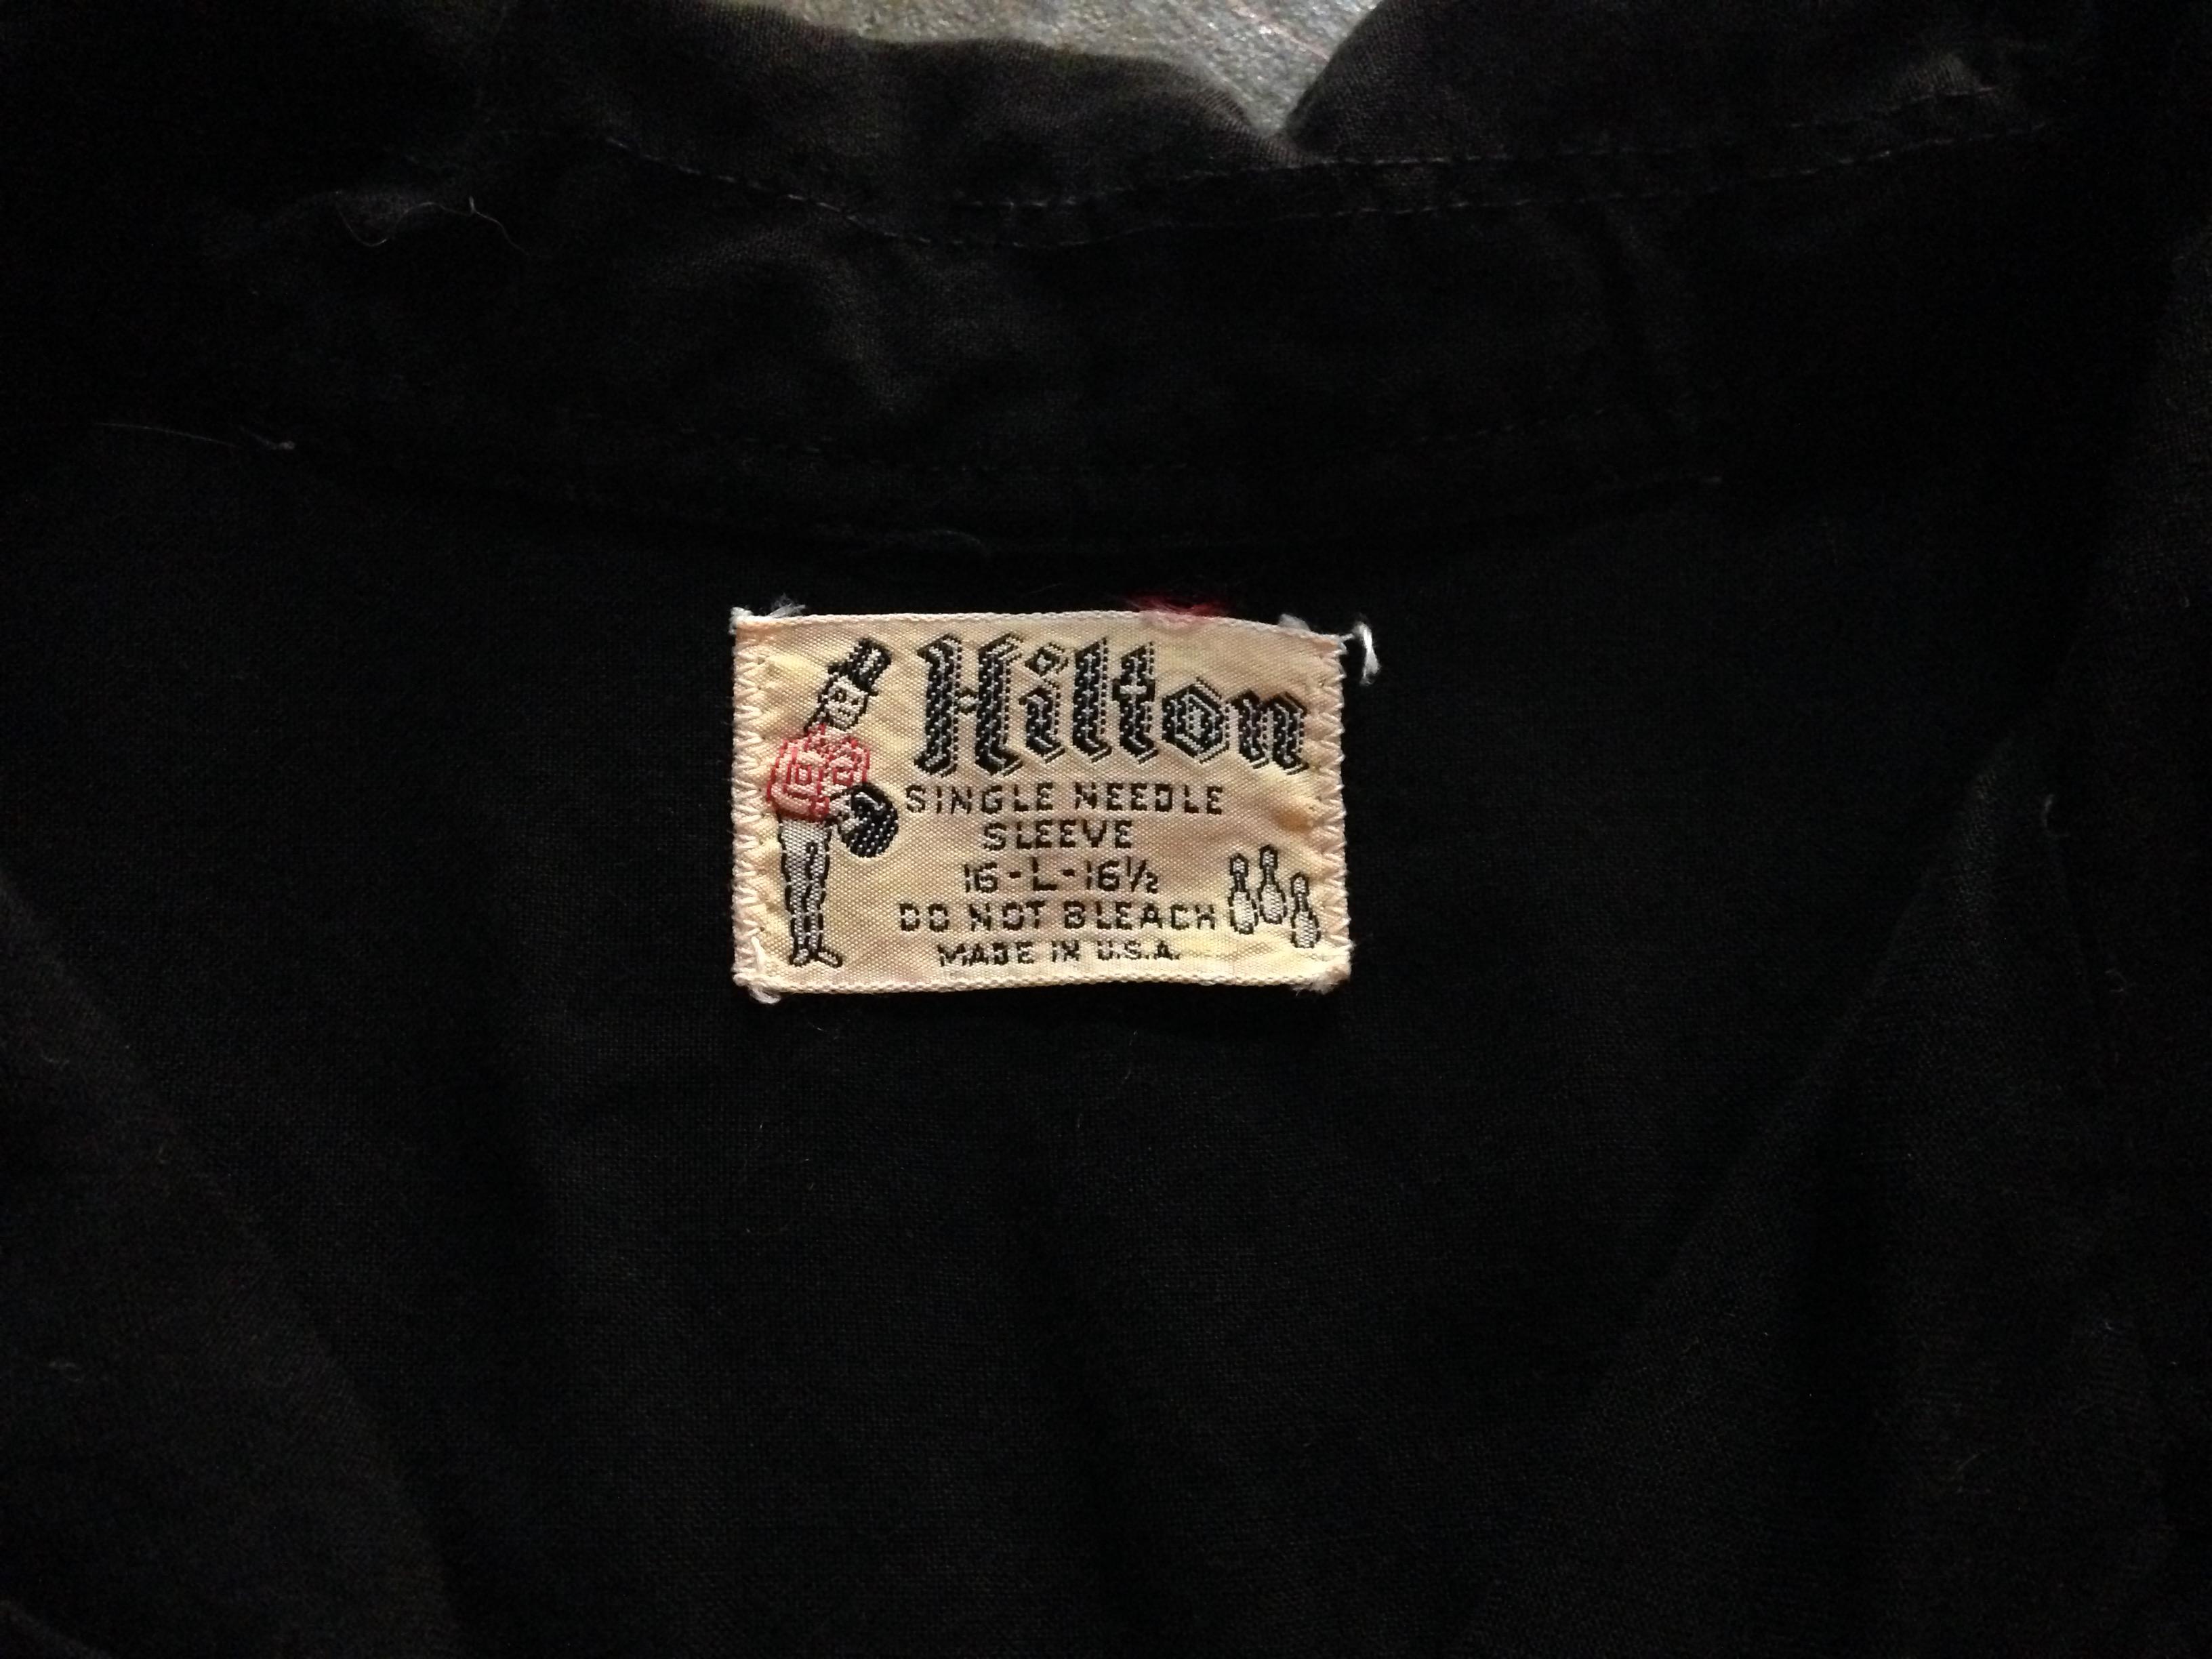 Hilton
SINGLE NEEDLE
SLEEVE
16-L-16½
DO NOT BLEACH
MADE IN U.S.A.